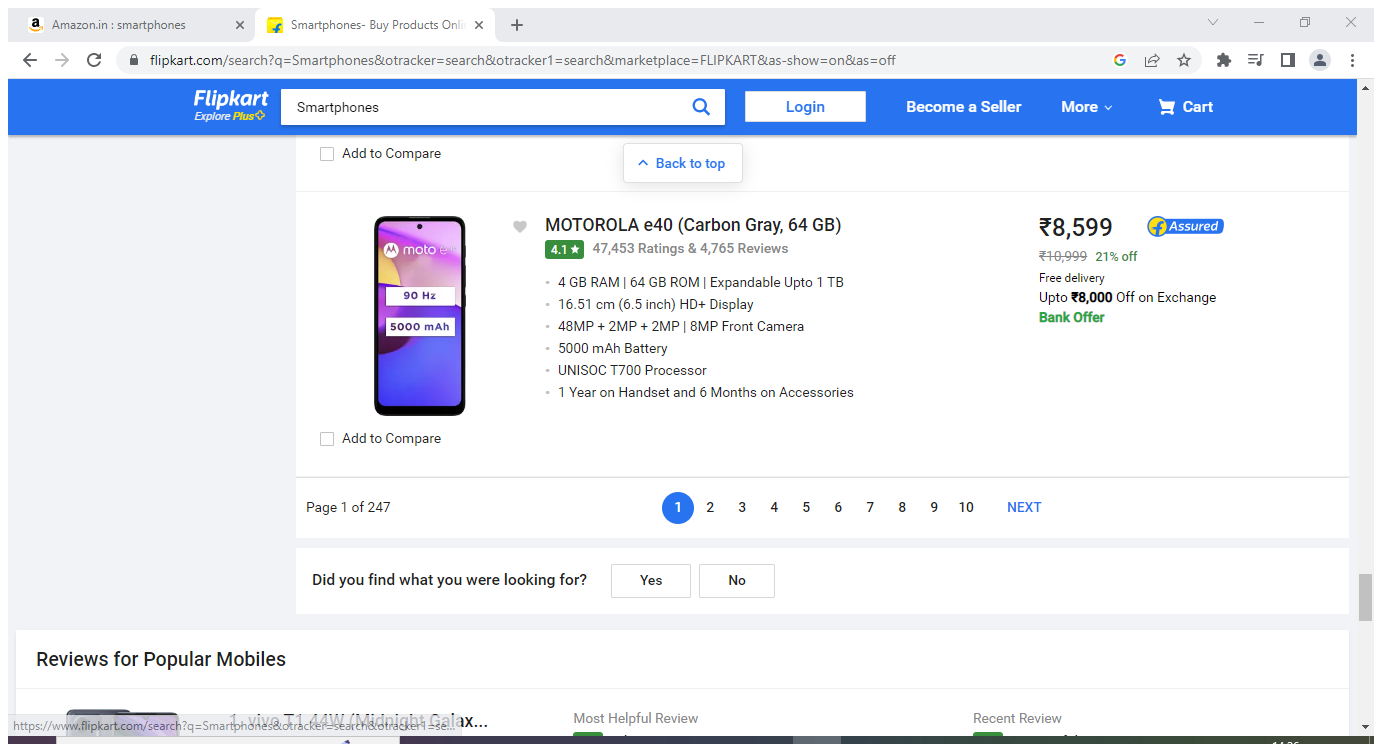 Amazon.in : smartphones
Smartphones- Buy Products Onli
flipkart.com/search?q=Smartphones&otracker=search&otracker1=search&marketplace=FLIPKART&as-show=on&as=off
Flipkart
Explore Plus
Smartphones
Login
Become a Seller
More
Cart
Add to Compare
Back to top
MOTOROLA e40 (Carbon Gray, 64 GB)
4.1★ 47,453 Ratings & 4,765 Reviews
4 GB RAM | 64 GB ROM | Expandable Upto 1 TB
16.51 cm (6.5 inch) HD+ Display
48MP + 2MP + 2MP | 8MP Front Camera
5000 mAh Battery
UNISOC T700 Processor
1 Year on Handset and 6 Months on Accessories
₹8,599
Assured
₹10,999 21% off
Free delivery
Upto ₹8,000 Off on Exchange
Bank Offer
moto e
90 Hz
5000 mAh
Add to Compare
Page 1 of 247
1 2 3 4 5 6 7 8 9 10 NEXT
Did you find what you were looking for? Yes No
Reviews for Popular Mobiles
1. vivo T1 44W (Midnight Galax...
Most Helpful Review
Recent Review
https://www.flipkart.com/search?q=Smartphones&otracker=search&otracker1=se...